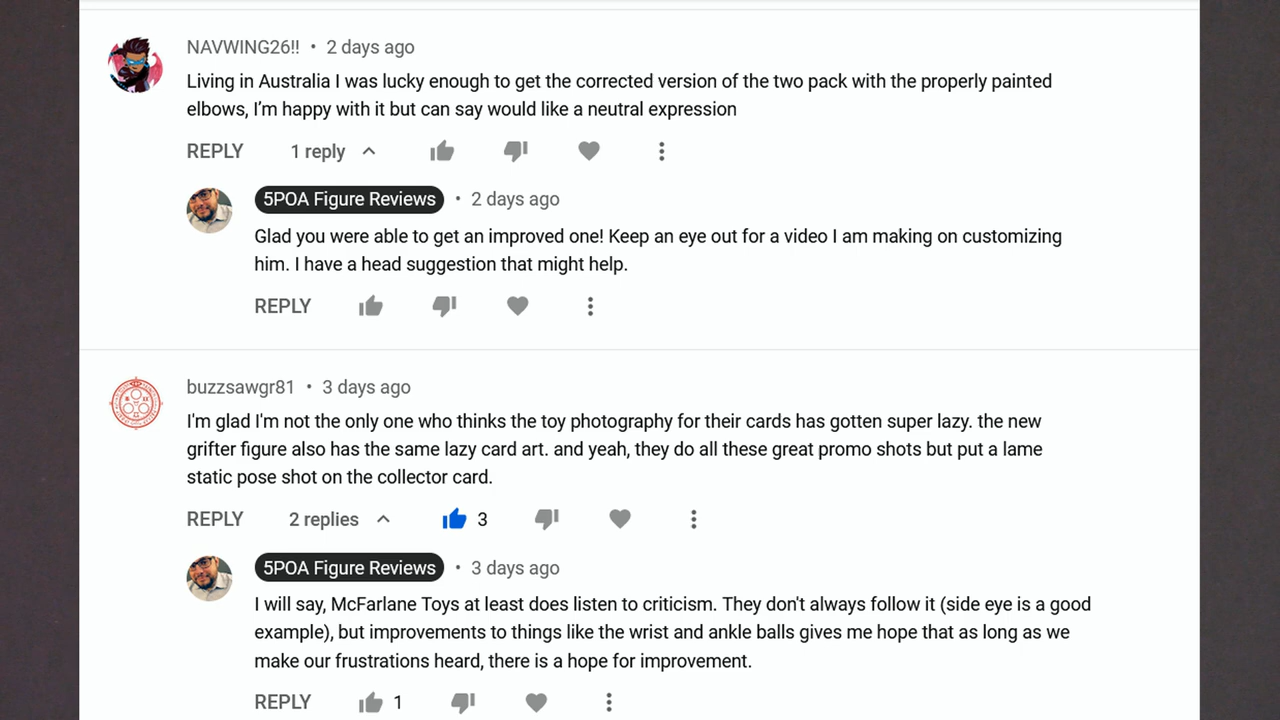 NAVWING26!! • 2 days ago
Living in Australia I was lucky enough to get the corrected version of the two pack with the properly painted
elbows, I’m happy with it but can say would like a neutral expression
REPLY 1 reply
5POA Figure Reviews • 2 days ago
Glad you were able to get an improved one! Keep an eye out for a video I am making on customizing
him. I have a head suggestion that might help.
REPLY
buzzsawgr81 • 3 days ago
I'm glad I'm not the only one who thinks the toy photography for their cards has gotten super lazy. the new
grifter figure also has the same lazy card art. and yeah, they do all these great promo shots but put a lame
static pose shot on the collector card.
REPLY 2 replies 3
5POA Figure Reviews • 3 days ago
I will say, McFarlane Toys at least does listen to criticism. They don't always follow it (side eye is a good
example), but improvements to things like the wrist and ankle balls gives me hope that as long as we
make our frustrations heard, there is a hope for improvement.
REPLY 1